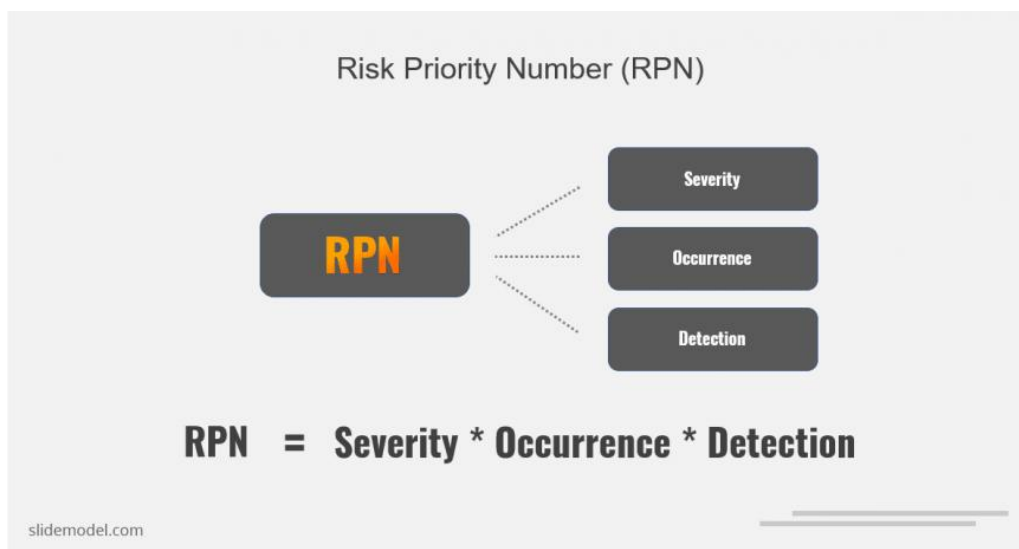 Risk Priority Number (RPN)
Severity
RPN
Occurrence
Detection
RPN = Severity * Occurrence * Detection
slidemodel.com